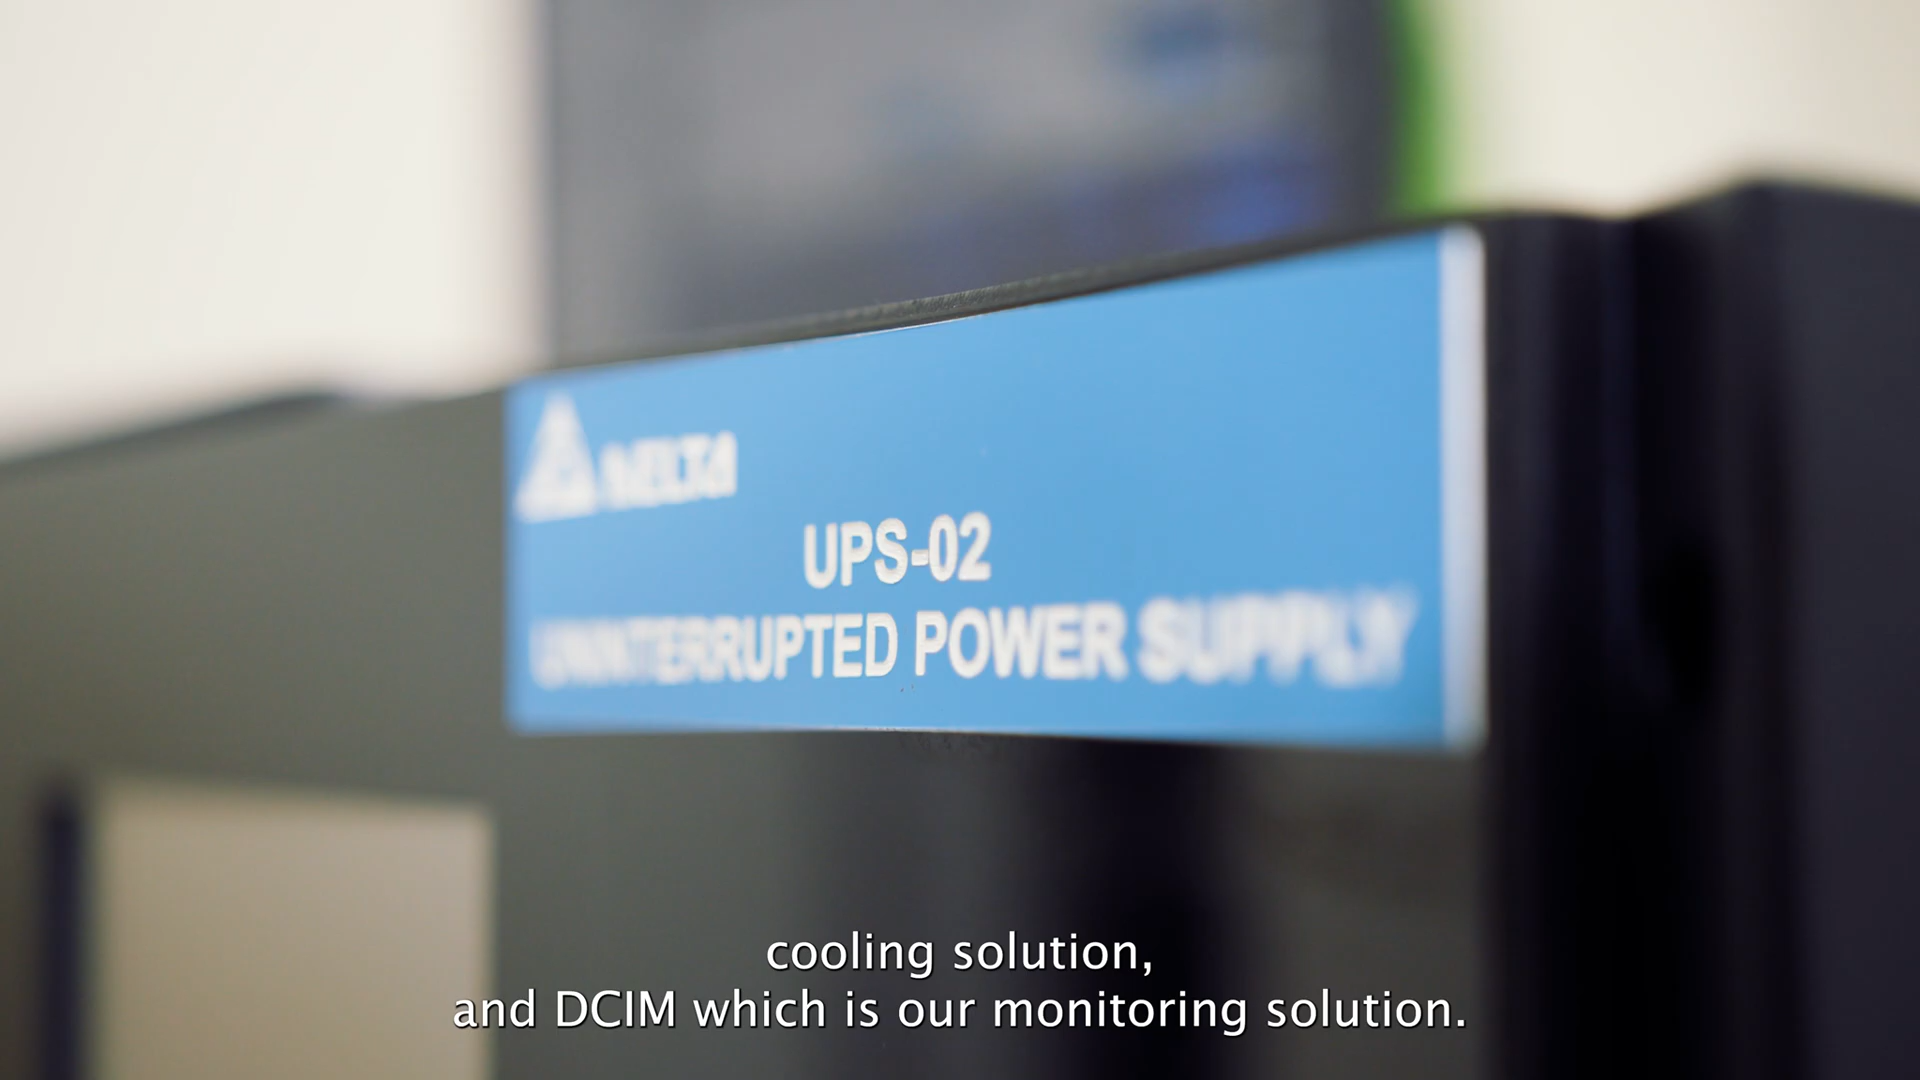 DELTA
UPS-02
UNINTERRUPTED POWER SUPPLY
cooling solution,
and DCIM which is our monitoring solution.